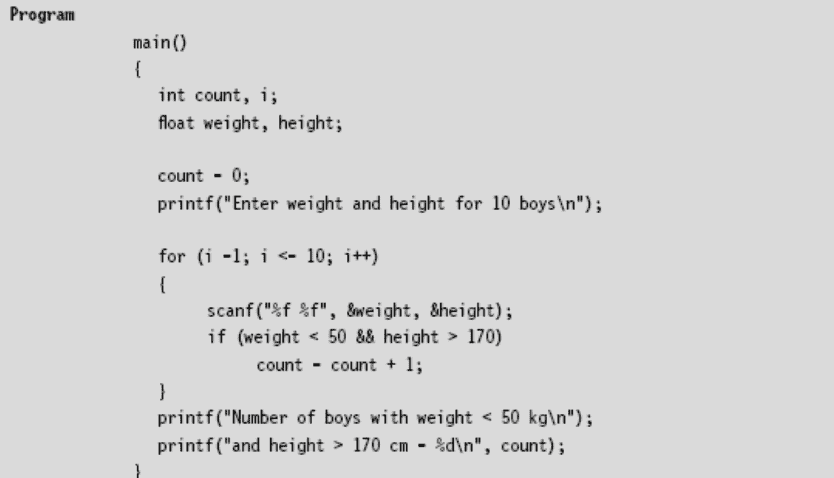 Program
main()
{
int count, i;
float weight, height;
count - 0;
printf("Enter weight and height for 10 boys\n");
for (i -1; i <- 10; i++)
{
scanf("%f %f", &weight, &height);
if (weight < 50 && height > 170)
count - count + 1;
}
printf("Number of boys with weight < 50 kg\n");
printf("and height > 170 cm - %d\n", count);
}